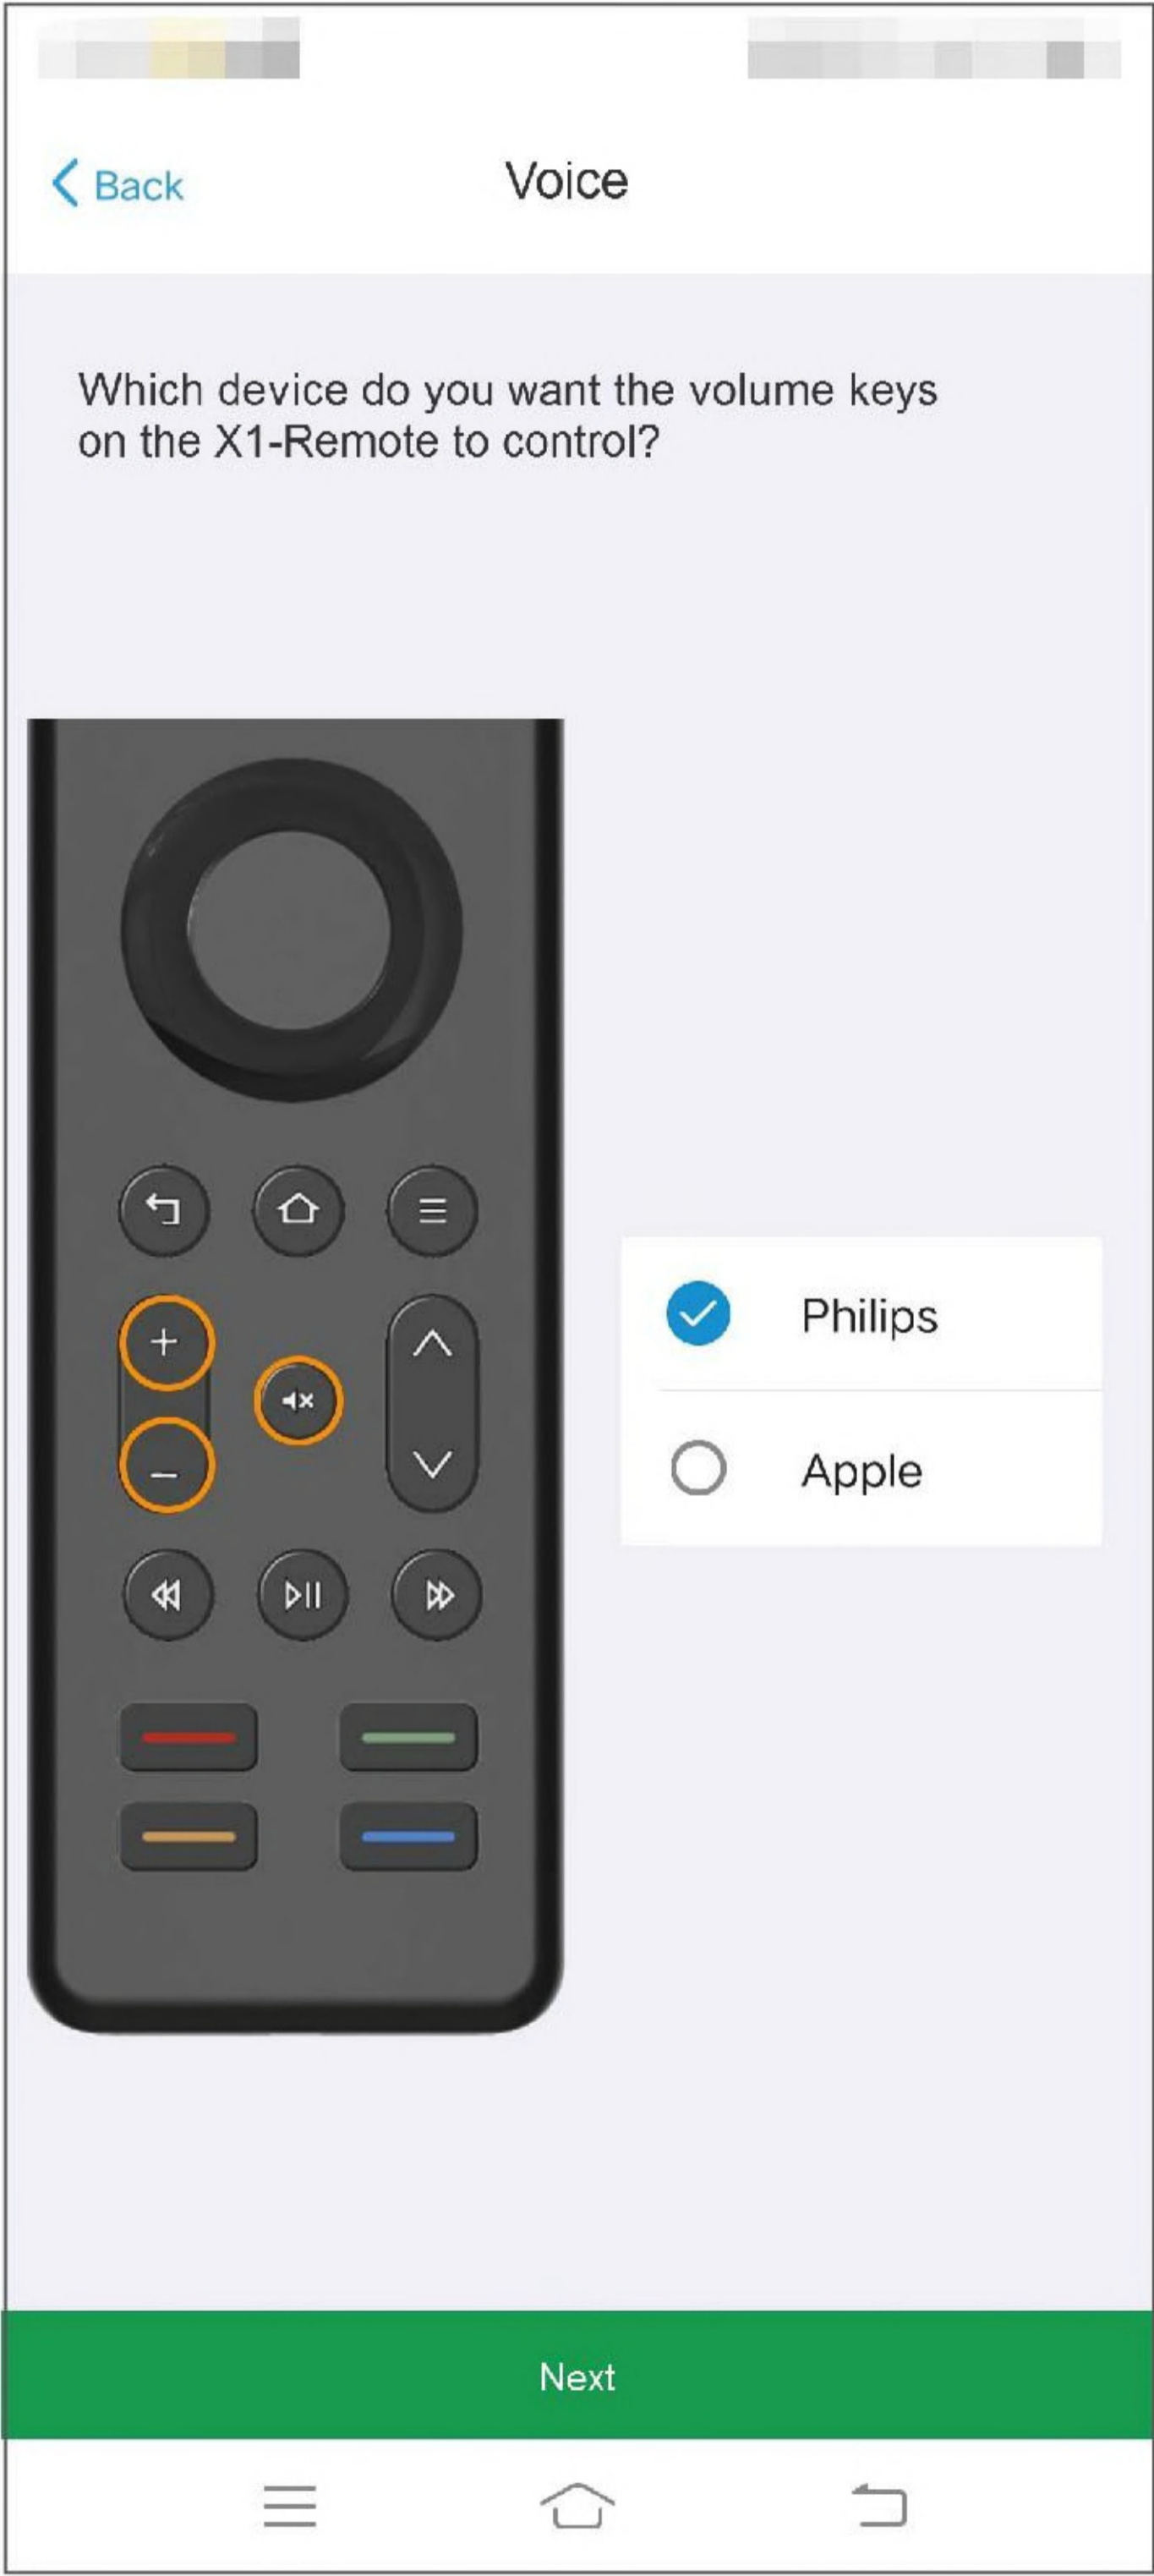 Back
Voice
Which device do you want the volume keys
on the X1-Remote to control?
Philips
Apple
Next